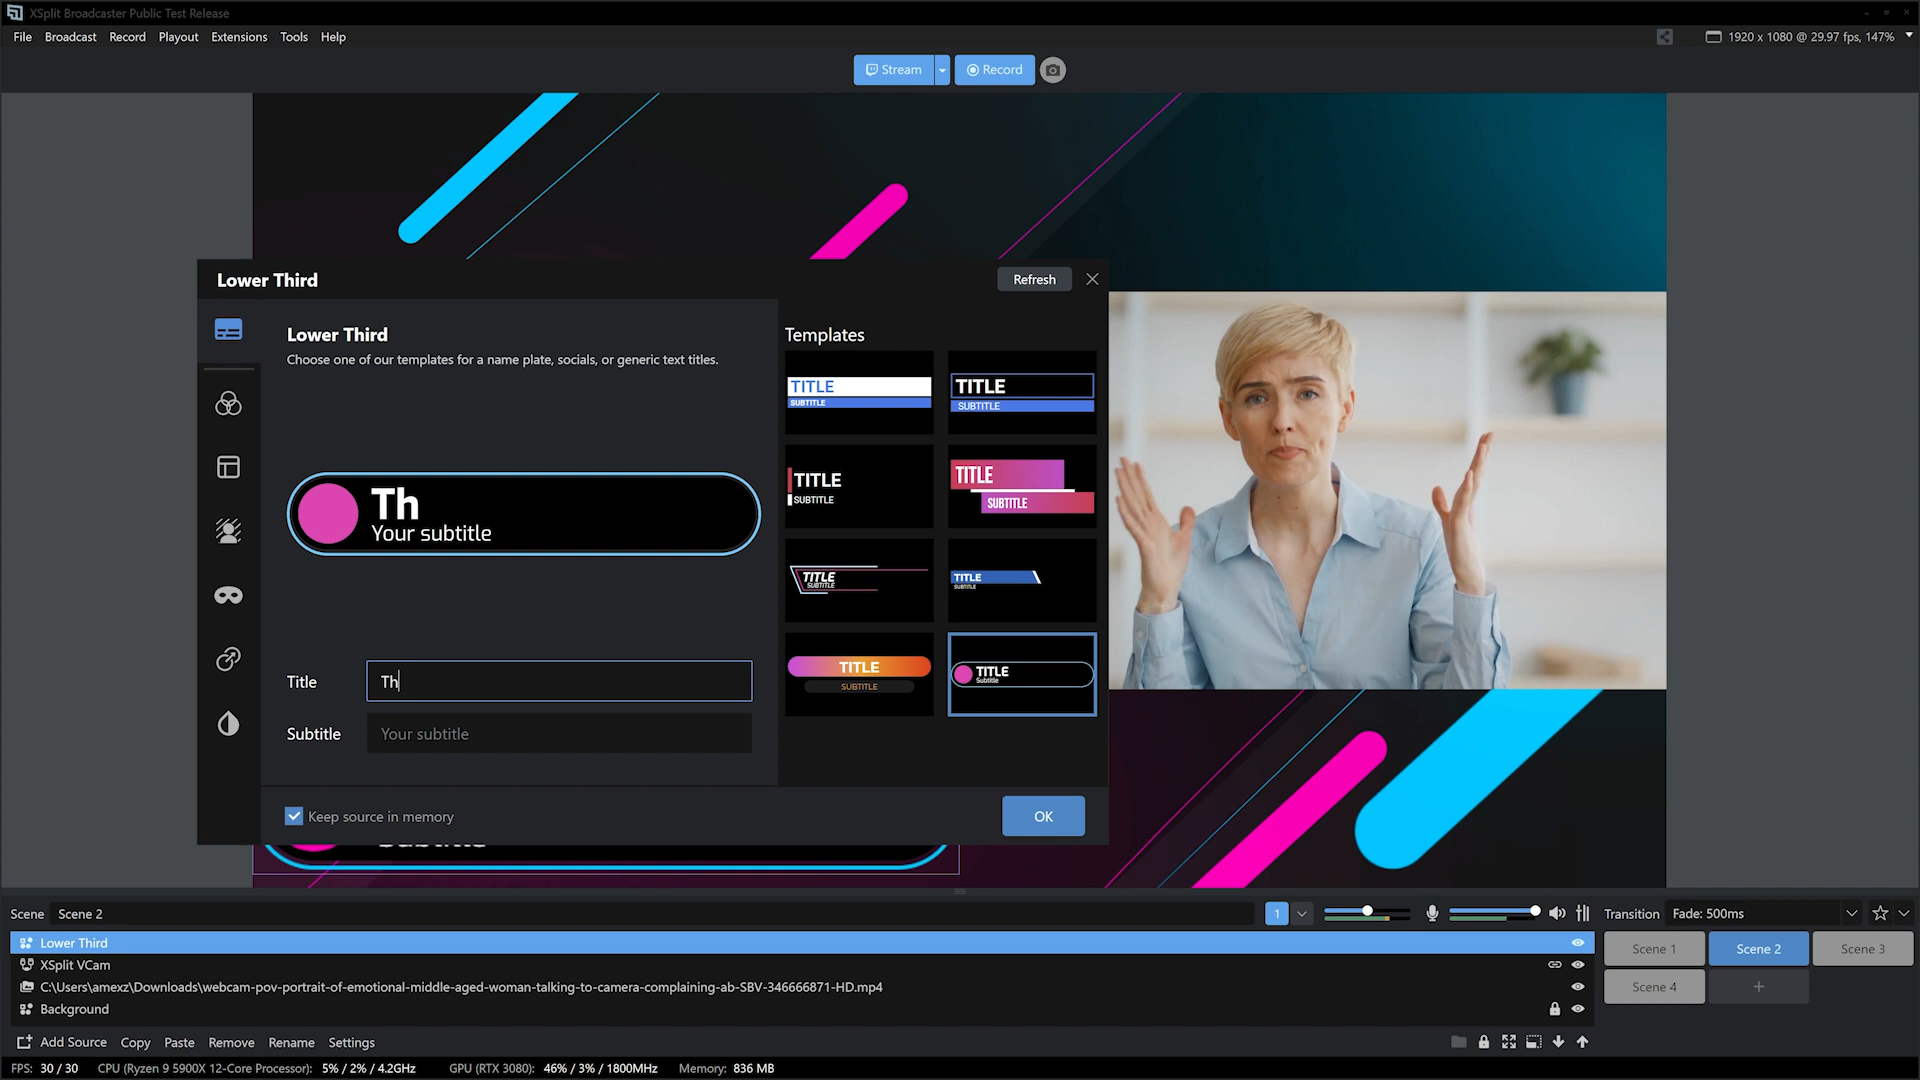 XSplit Broadcaster Public Test Release
File Broadcast Record Playout Extensions Tools Help
1920 x 1080 @ 29.97 fps, 147%
Stream
Record
Lower Third
Refresh
Lower Third
Choose one of our templates for a name plate, socials, or generic text titles.
Th
Your subtitle
Title
Th
Subtitle
Your subtitle
Templates
TITLE
SUBTITLE
TITLE
SUBTITLE
TITLE
SUBTITLE
TITLE
SUBTITLE
TITLE
SUBTITLE
TITLE
SUBTITLE
TITLE
SUBTITLE
TITLE
Subtitle
Keep source in memory
OK
Subtitle
Scene Scene 2
1
Transition Fade: 500ms
Lower Third
XSplit VCam
C:\Users\amexz\Downloads\webcam-pov-portrait-of-emotional-middle-aged-woman-talking-to-camera-complaining-ab-SBV-346666871-HD.mp4
Background
Scene 1 Scene 2 Scene 3
Scene 4 +
Add Source Copy Paste Remove Rename Settings
FPS: 30 / 30 CPU (Ryzen 9 5900X 12-Core Processor): 5% / 2% / 4.2GHz GPU (RTX 3080): 46% / 3% / 1800MHz Memory: 836 MB